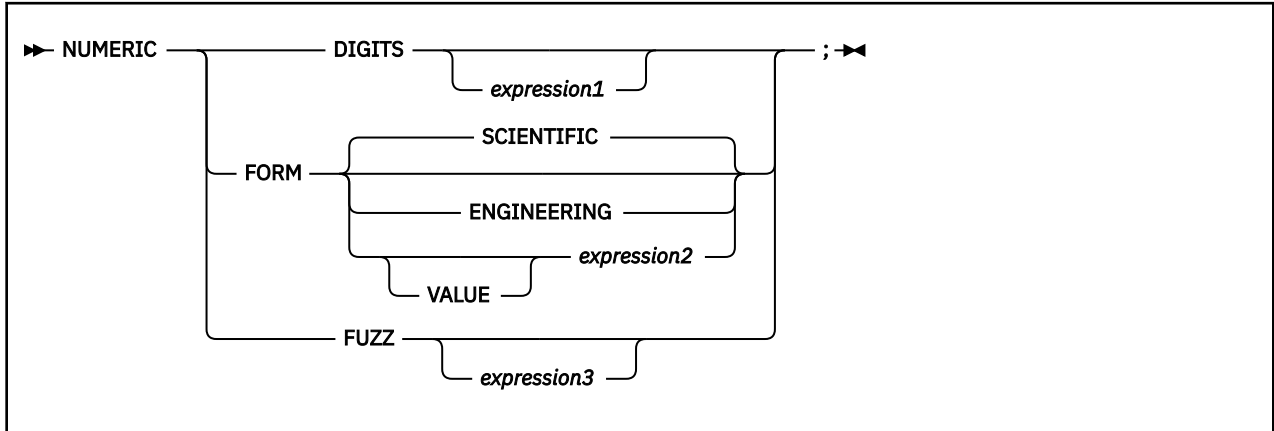 NUMERIC DIGITS ;
expression1
SCIENTIFIC
FORM
ENGINEERING
expression2
VALUE
FUZZ
expression3